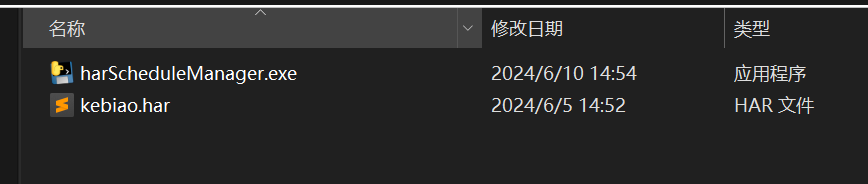 名称 修改日期 类型
harScheduleManager.exe 2024/6/10 14:54 应用程序
kebiao.har 2024/6/5 14:52 HAR 文件